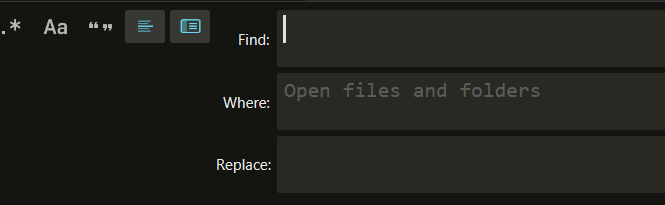 .* Aa “” Find:
Where: Open files and folders
Replace: